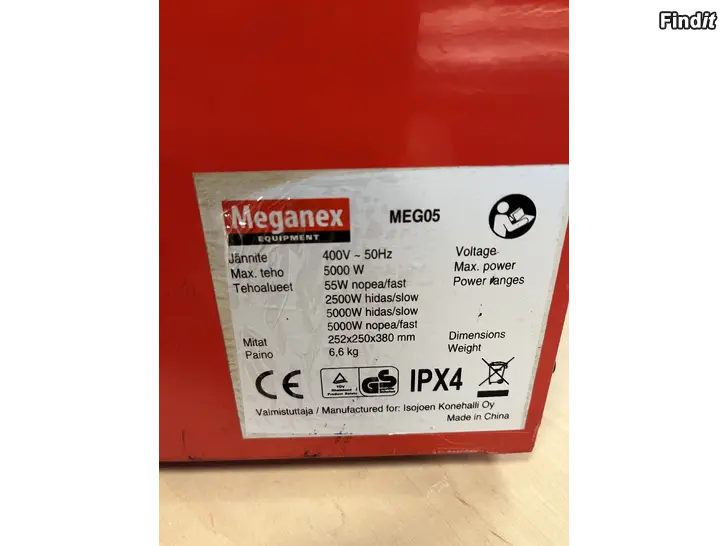 Findit
Meganex
EQUIPMENT
MEG05
Jännite 400V ~ 50Hz Voltage
Max. teho 5000 W Max. power
Tehoalueet 55W nopea/fast Power ranges
2500W hidas/slow
5000W hidas/slow
5000W nopea/fast
Mitat 252x250x380 mm Dimensions
Paino 6,6 kg Weight
CE
GS
IPX4
Valmistuttaja / Manufactured for: Isojoen Konehalli Oy
Made in China